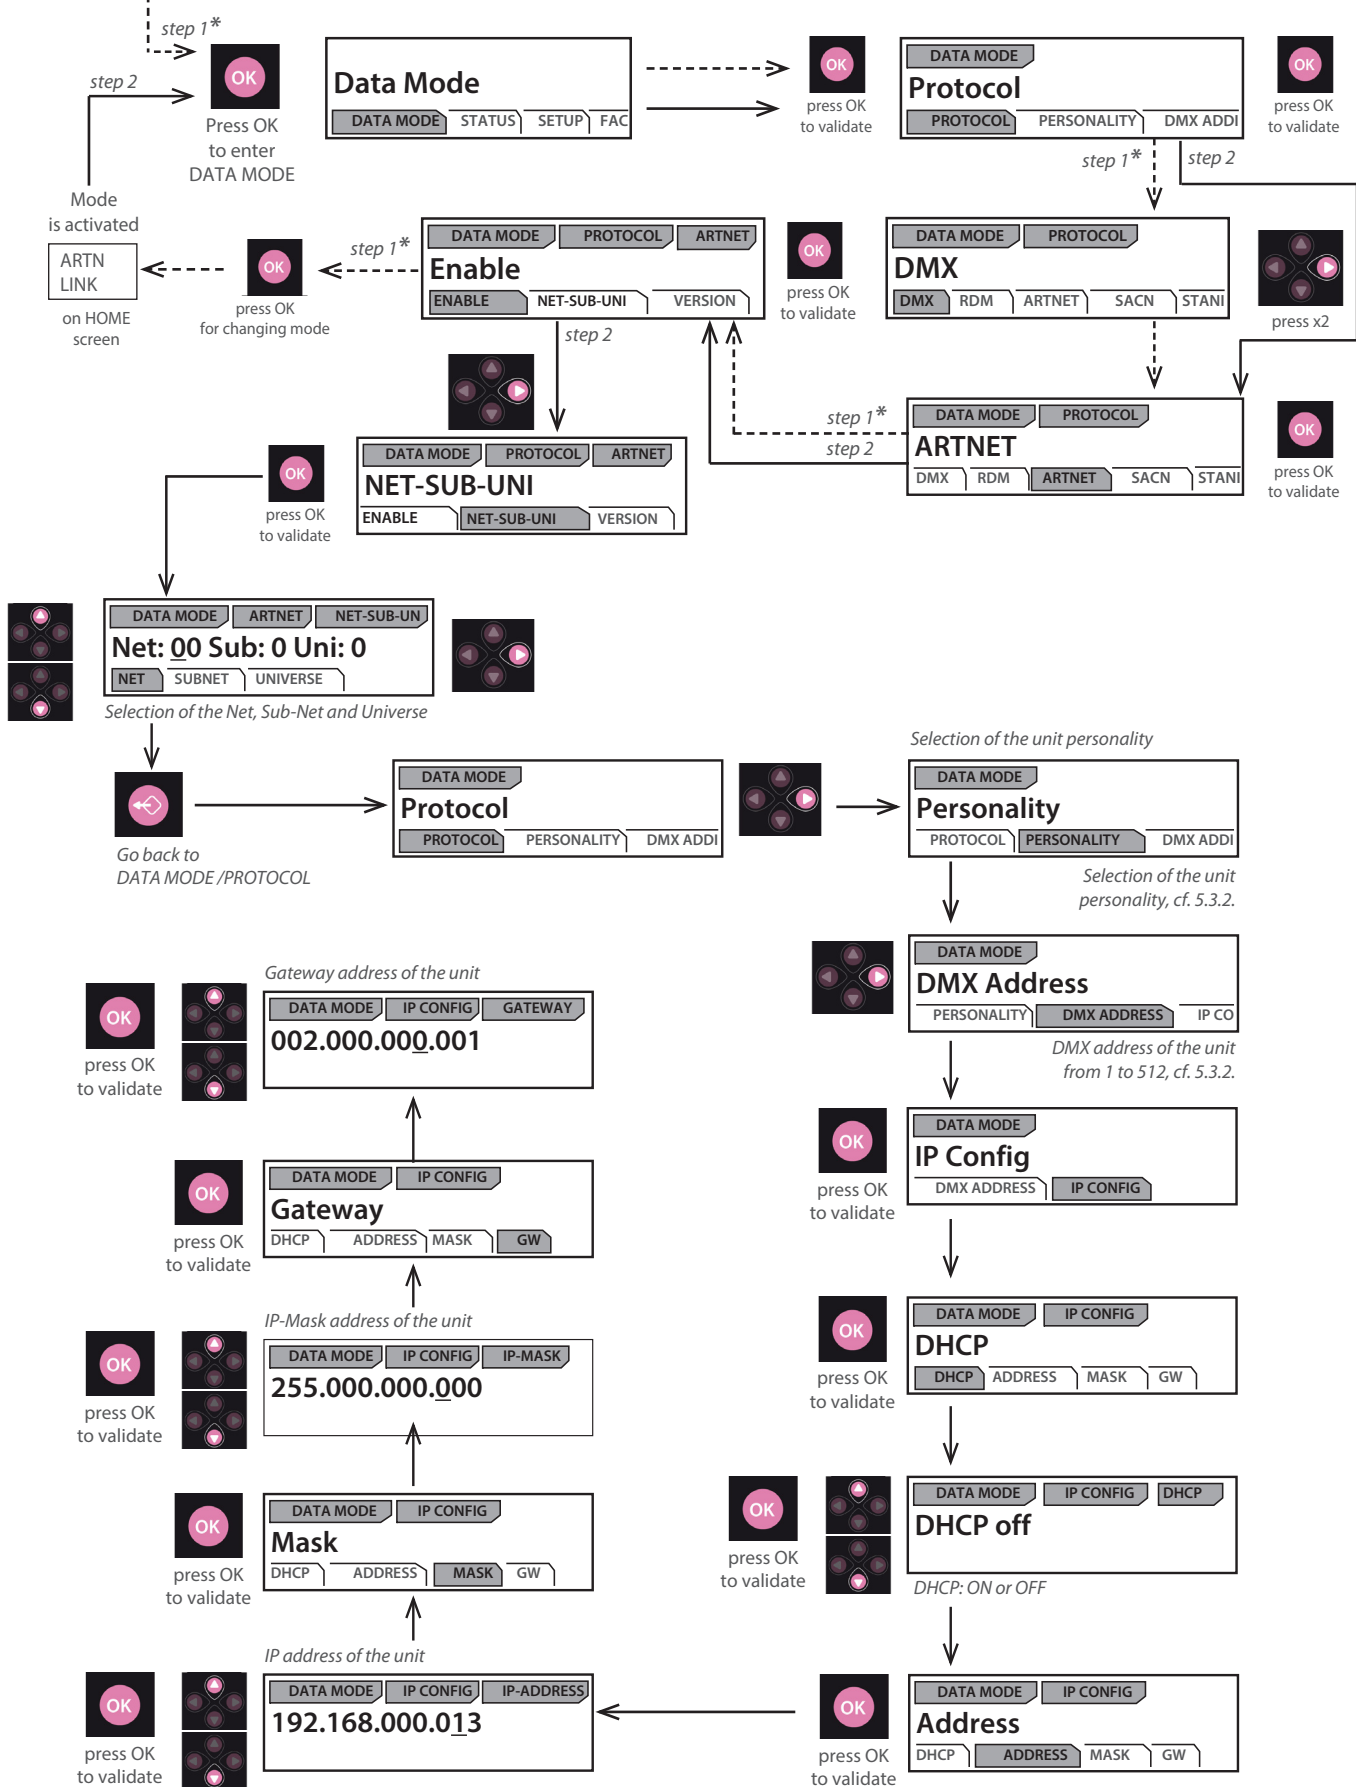 step 1*
step 2
OK
Press OK
to enter
DATA MODE
Data Mode
DATA MODE STATUS SETUP FAC
OK
press OK
to validate
DATA MODE
Protocol
PROTOCOL PERSONALITY DMX ADDI
OK
press OK
to validate
step 1*
step 2
Mode
is activated
ARTN
LINK
on HOME
screen
OK
press OK
for changing mode
step 1*
DATA MODE PROTOCOL ARTNET
Enable
ENABLE NET-SUB-UNI VERSION
OK
press OK
to validate
DATA MODE PROTOCOL
DMX
DMX RDM ARTNET SACN STANI
press x2
step 2
step 1*
step 2
DATA MODE PROTOCOL
ARTNET
DMX RDM ARTNET SACN STANI
OK
press OK
to validate
OK
press OK
to validate
DATA MODE PROTOCOL ARTNET
NET-SUB-UNI
ENABLE NET-SUB-UNI VERSION
DATA MODE ARTNET NET-SUB-UN
Net: 00 Sub: 0 Uni: 0
NET SUBNET UNIVERSE
Selection of the Net, Sub-Net and Universe
Go back to
DATA MODE /PROTOCOL
DATA MODE
Protocol
PROTOCOL PERSONALITY DMX ADDI
Selection of the unit personality
DATA MODE
Personality
PROTOCOL PERSONALITY DMX ADDI
Selection of the unit
personality, cf. 5.3.2.
DATA MODE
DMX Address
PERSONALITY DMX ADDRESS IP CO
DMX address of the unit
from 1 to 512, cf. 5.3.2.
OK
press OK
to validate
DATA MODE
IP Config
DMX ADDRESS IP CONFIG
OK
press OK
to validate
DATA MODE IP CONFIG
DHCP
DHCP ADDRESS MASK GW
OK
press OK
to validate
DATA MODE IP CONFIG DHCP
DHCP off
DHCP: ON or OFF
OK
press OK
to validate
DATA MODE IP CONFIG
Address
DHCP ADDRESS MASK GW
IP address of the unit
OK
press OK
to validate
DATA MODE IP CONFIG IP-ADDRESS
192.168.000.013
OK
press OK
to validate
DATA MODE IP CONFIG
Mask
DHCP ADDRESS MASK GW
IP-Mask address of the unit
OK
press OK
to validate
DATA MODE IP CONFIG IP-MASK
255.000.000.000
OK
press OK
to validate
DATA MODE IP CONFIG
Gateway
DHCP ADDRESS MASK GW
Gateway address of the unit
OK
press OK
to validate
DATA MODE IP CONFIG GATEWAY
002.000.000.001